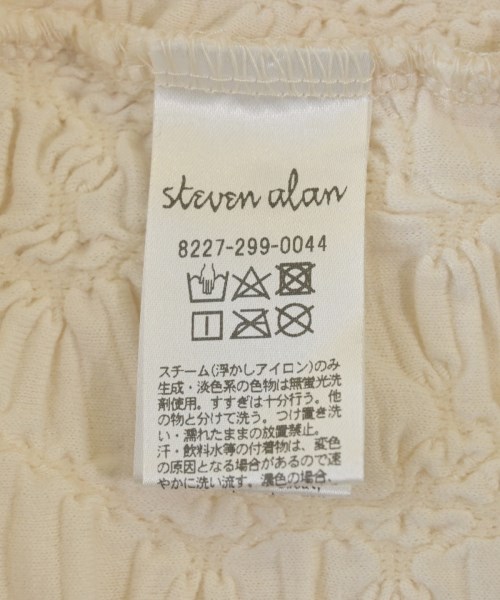 steven alan
8227-299-0044
スチーム(浮かしアイロン)のみ
生成・淡色系の色物は無蛍光洗
剤使用。すすぎは十分行う。他
の物と分けて洗う。つけ置き洗
い・濡れたままの放置禁止。
汗・飲料水等の付着物は、変色
の原因となる場合があるので速
やかに洗い流す。濃色の場合、